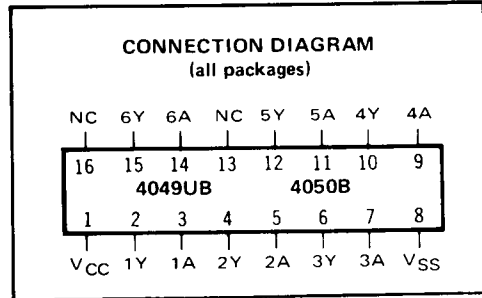 CONNECTION DIAGRAM
(all packages)
NC 6Y 6A NC 5Y 5A 4Y 4A
16 15 14 13 12 11 10 9
4049UB 4050B
1 2 3 4 5 6 7 8
VCC 1Y 1A 2Y 2A 3Y 3A VSS